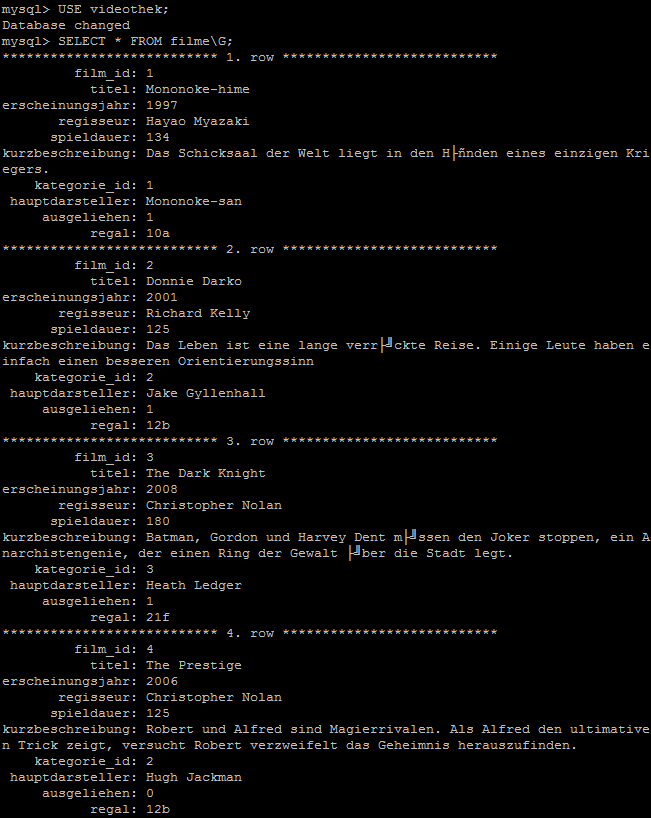 mysql> USE videothek;
Database changed
mysql> SELECT * FROM filme\G;
*************************** 1. row ***************************
film_id: 1
titel: Mononoke-hime
erscheinungsjahr: 1997
regisseur: Hayao Myazaki
spieldauer: 134
kurzbeschreibung: Das Schicksaal der Welt liegt in den H├ñnden eines einzigen Kri
egers.
kategorie_id: 1
hauptdarsteller: Mononoke-san
ausgeliehen: 1
regal: 10a
*************************** 2. row ***************************
film_id: 2
titel: Donnie Darko
erscheinungsjahr: 2001
regisseur: Richard Kelly
spieldauer: 125
kurzbeschreibung: Das Leben ist eine lange verr├╝ckte Reise. Einige Leute haben e
infach einen besseren Orientierungssinn
kategorie_id: 2
hauptdarsteller: Jake Gyllenhall
ausgeliehen: 1
regal: 12b
*************************** 3. row ***************************
film_id: 3
titel: The Dark Knight
erscheinungsjahr: 2008
regisseur: Christopher Nolan
spieldauer: 180
kurzbeschreibung: Batman, Gordon und Harvey Dent m├╝ssen den Joker stoppen, ein A
narchistengenie, der einen Ring der Gewalt ├╝ber die Stadt legt.
kategorie_id: 3
hauptdarsteller: Heath Ledger
ausgeliehen: 1
regal: 21f
*************************** 4. row ***************************
film_id: 4
titel: The Prestige
erscheinungsjahr: 2006
regisseur: Christopher Nolan
spieldauer: 125
kurzbeschreibung: Robert und Alfred sind Magierrivalen. Als Alfred den ultimative
n Trick zeigt, versucht Robert verzweifelt das Geheimnis herauszufinden.
kategorie_id: 2
hauptdarsteller: Hugh Jackman
ausgeliehen: 0
regal: 12b